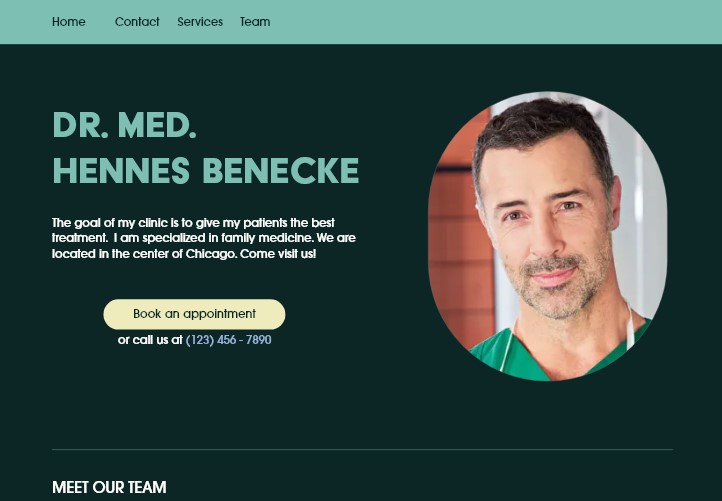 Home Contact Services Team
DR. MED.
HENNES BENECKE
The goal of my clinic is to give my patients the best
treatment.  I am specialized in family medicine. We are
located in the center of Chicago. Come visit us!
Book an appointment
or call us at (123) 456 - 7890
MEET OUR TEAM